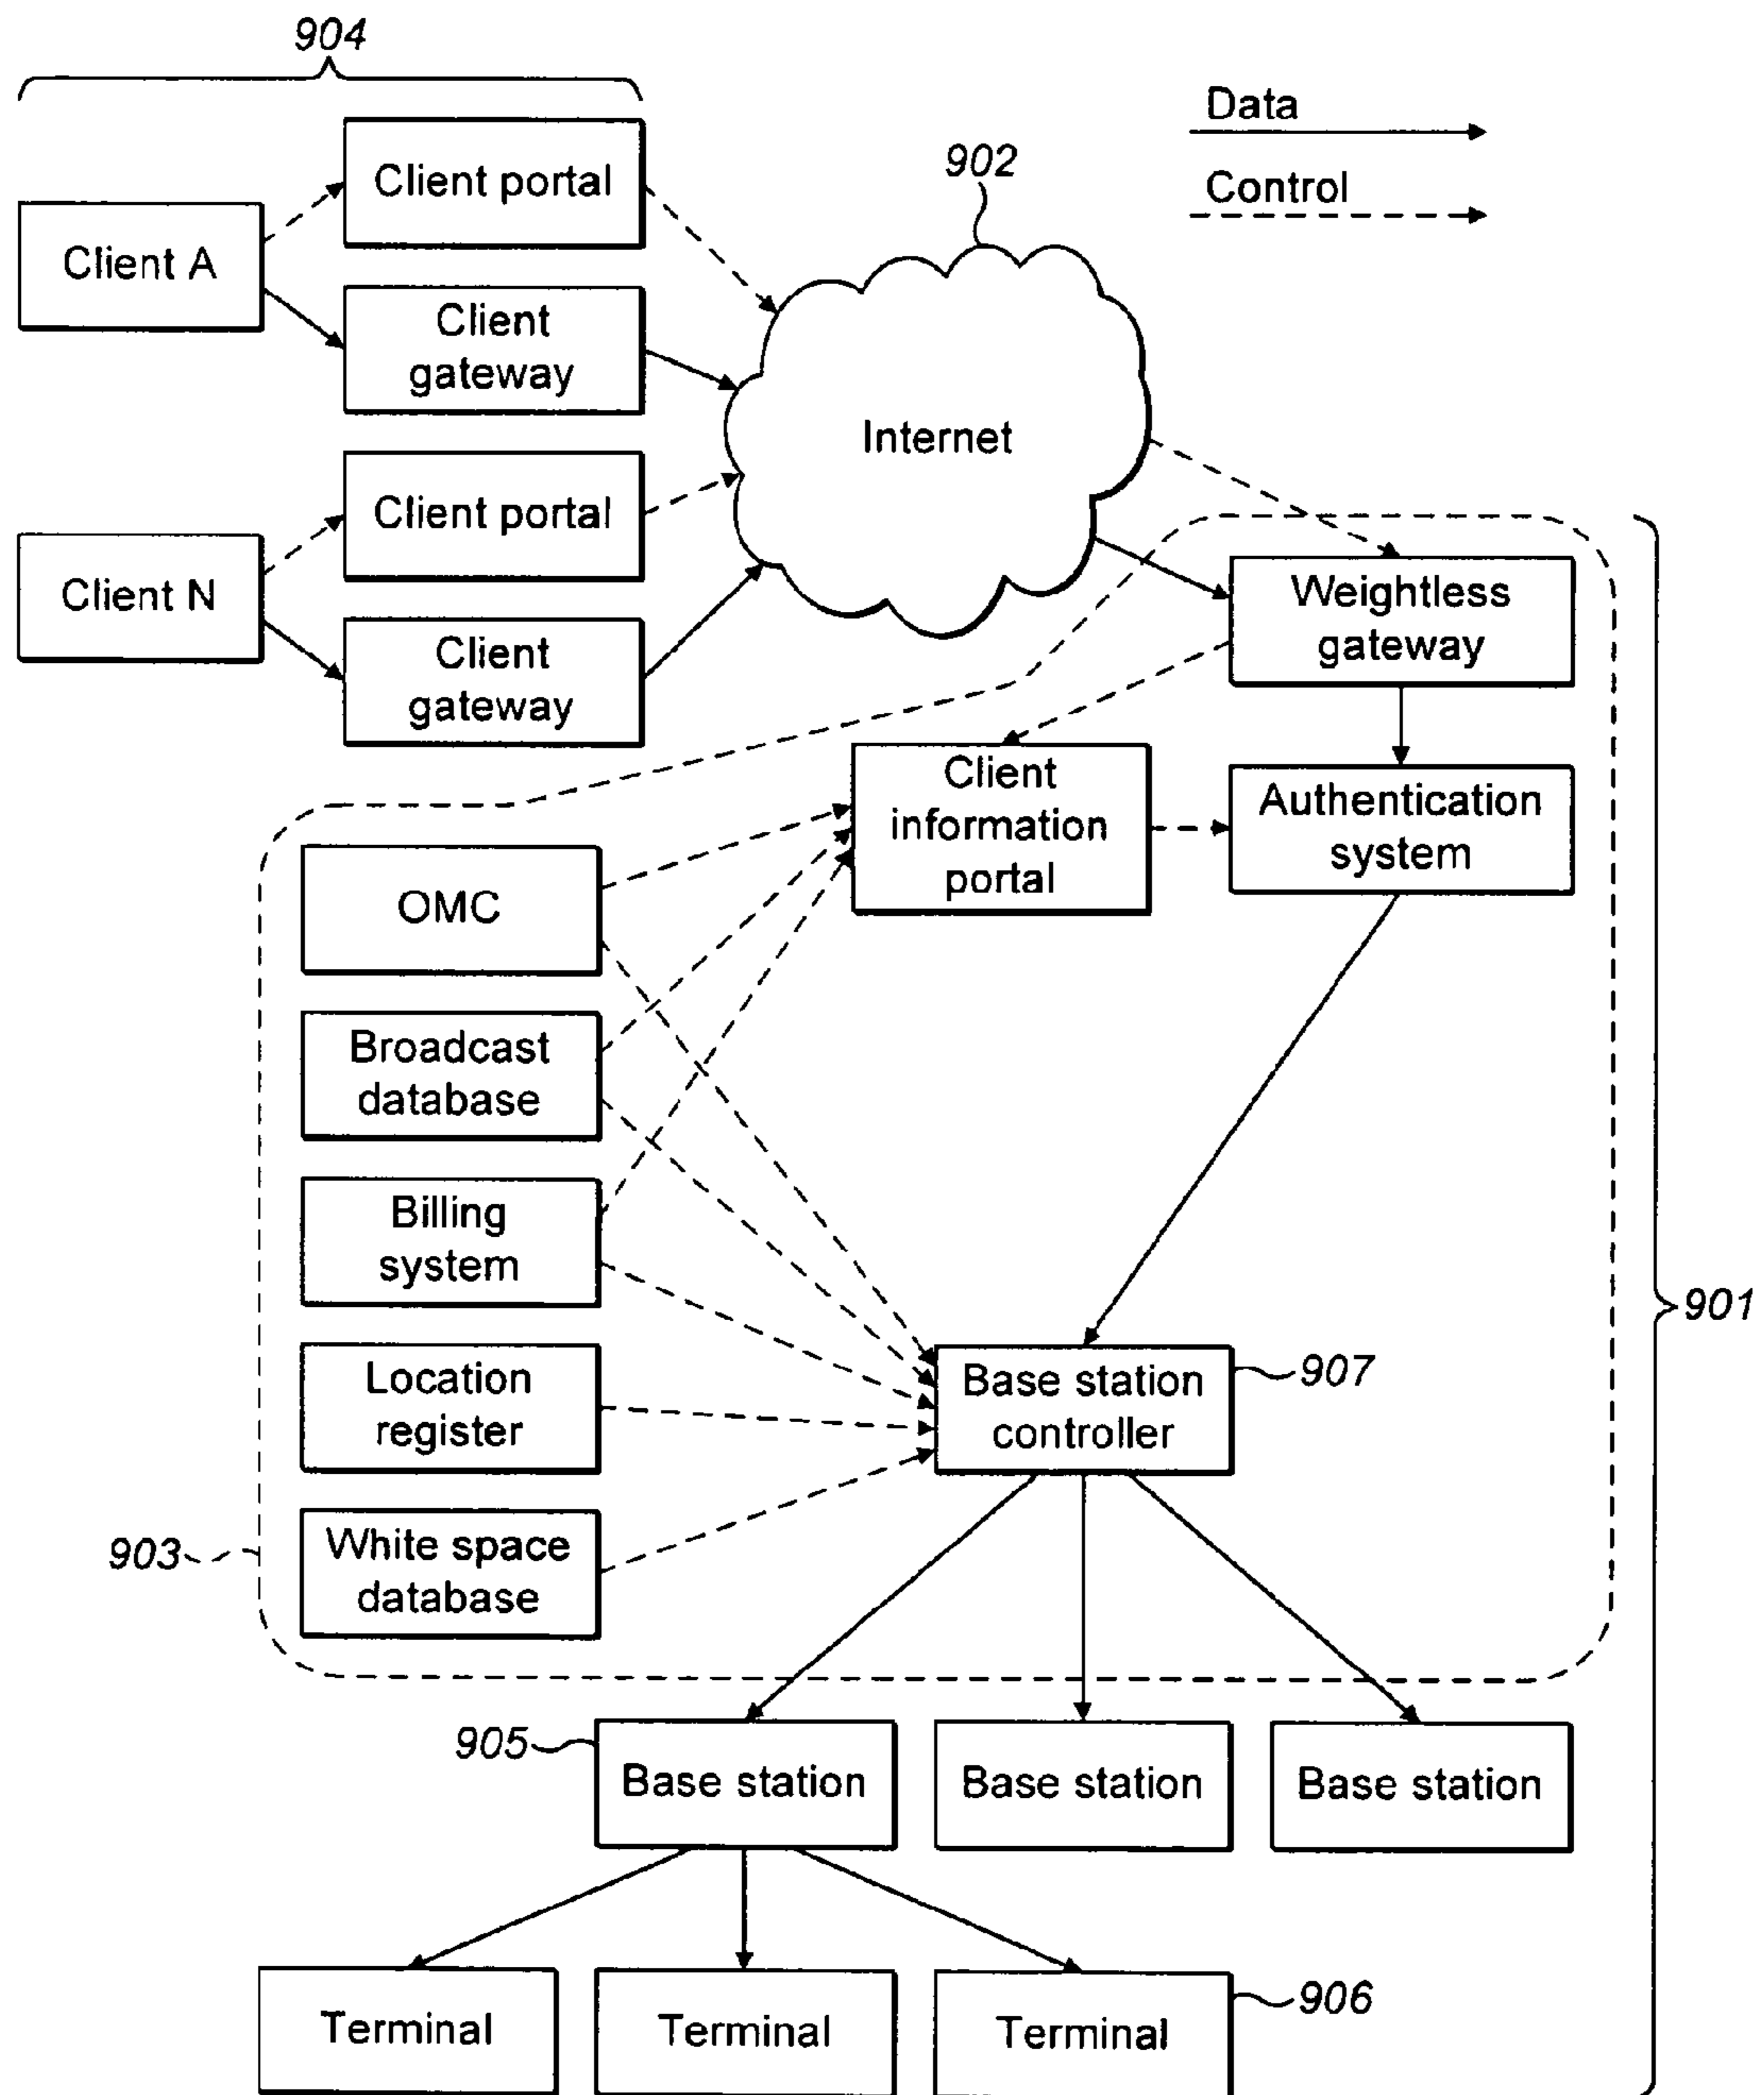 904
Data
Control
902
Client portal
Client A
Client
gateway
Internet
Client portal
Client N
Client
gateway
Weightless
gateway
Client
information
portal
Authentication
system
OMC
Broadcast
database
Billing
system
901
Location
register
Base station
controller
907
White space
database
903
905
Base station
Base station
Base station
Terminal
Terminal
Terminal
906